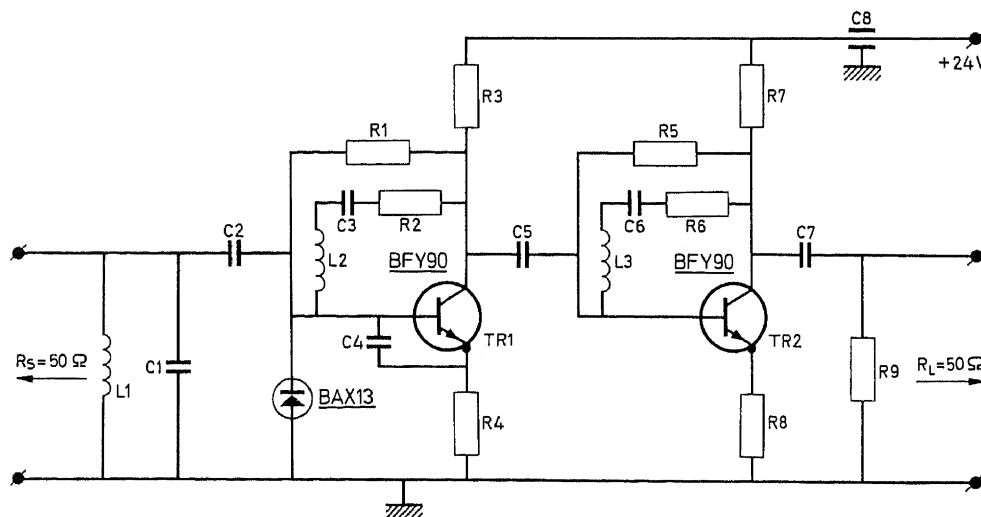 C8
+24V
R3
R7
R1
R5
C3
R2
C6
R6
C2
L2
BFY90
C5
L3
BFY90
C7
TR1
TR2
C4
RS=50 Ω
L1
C1
BAX13
R4
R8
R9
RL=50Ω